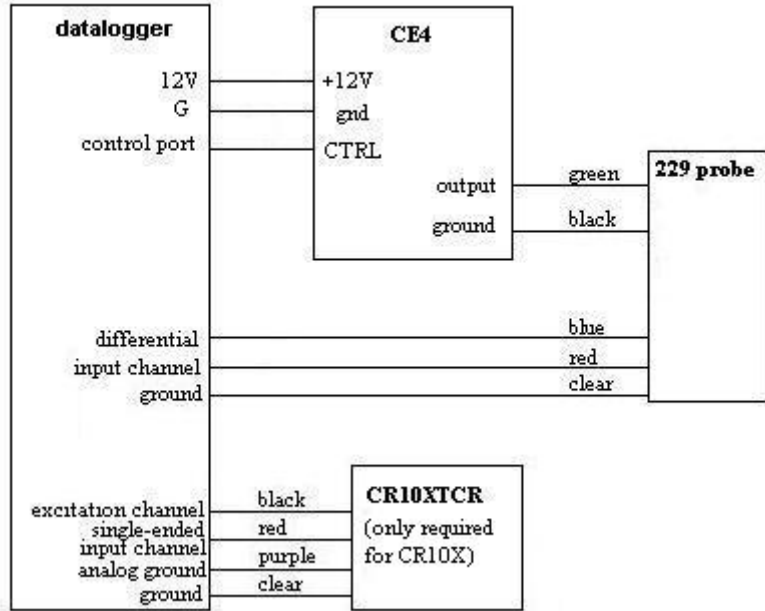 datalogger
CE4
12V
+12V
G
gnd
control port
CTRL
output
green
229 probe
ground
black
differential
blue
input channel
red
ground
clear
excitation channel
black
CR10XTCR
single-ended
red
(only required
input channel
for CR10X)
analog ground
purple
ground
clear